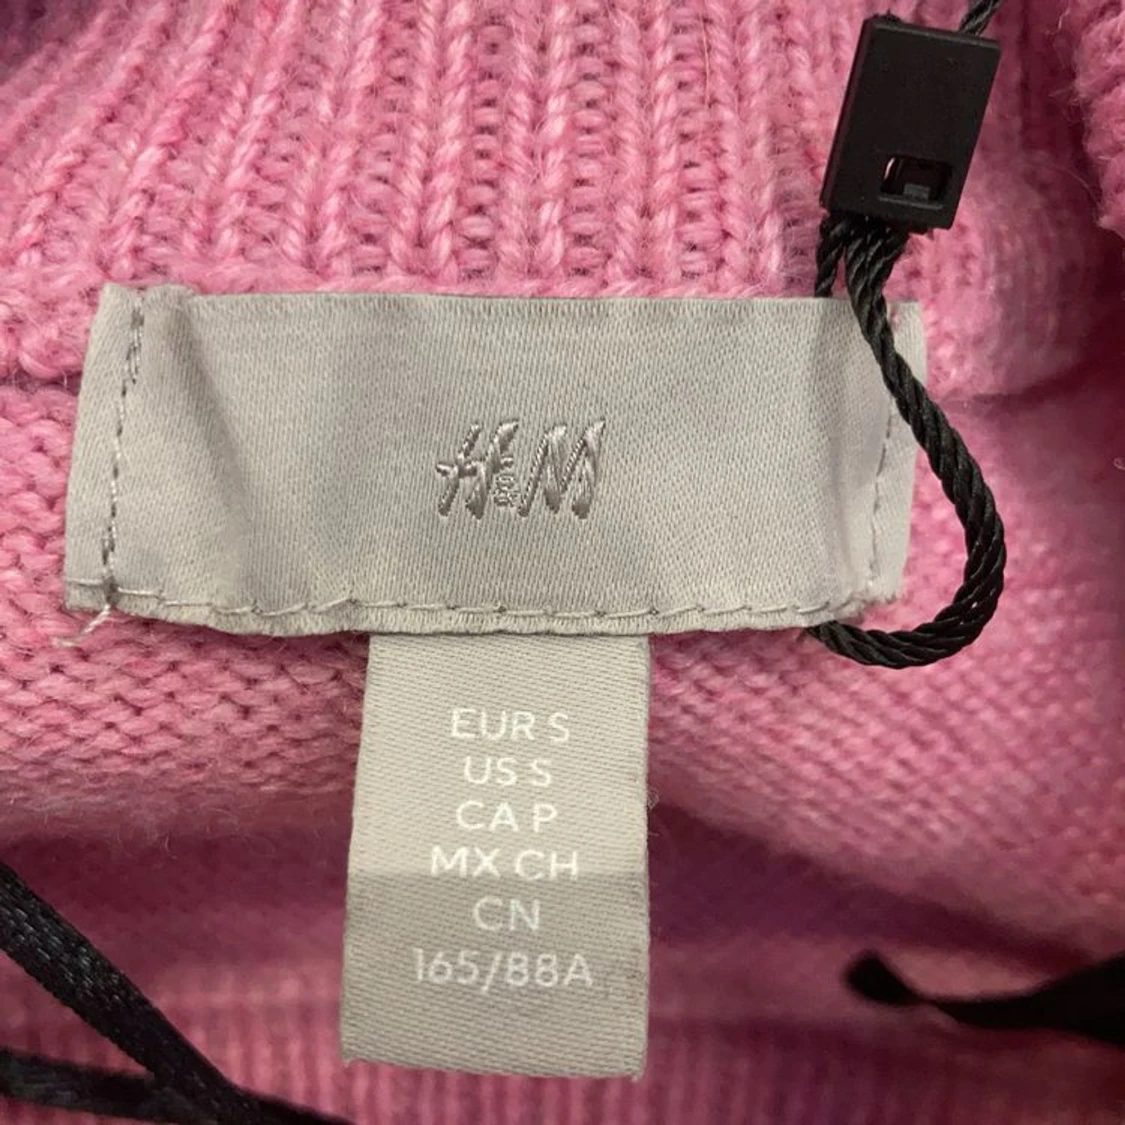 H&M
EUR S
US S
CA P
MX CH
CN
165/88A